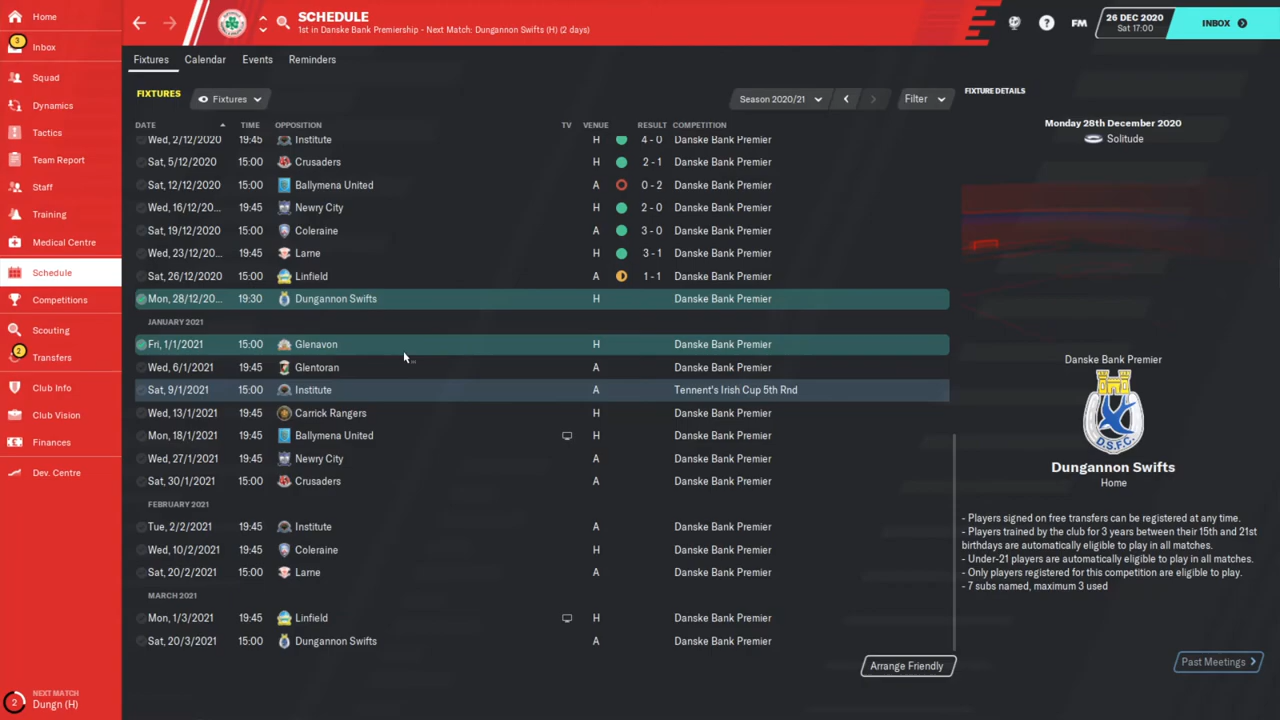 Home
3
Inbox
Squad
Dynamics
Tactics
Team Report
Staff
Training
Medical Centre
Schedule
Competitions
Scouting
2
Transfers
Club Info
Club Vision
Finances
Dev. Centre
2
NEXT MATCH
Dungn (H)
SCHEDULE
1st in Danske Bank Premiership - Next Match: Dungannon Swifts (H) (2 days)
?
FM
26 DEC 2020
Sat 17:00
INBOX
Fixtures Calendar Events Reminders
FIXTURES
Fixtures
Season 2020/21
Filter
DATE TIME OPPOSITION TV VENUE RESULT COMPETITION
Wed, 2/12/2020 19:45 Institute H 4 - 0 Danske Bank Premier
Sat, 5/12/2020 15:00 Crusaders H 2 - 1 Danske Bank Premier
Sat, 12/12/2020 15:00 Ballymena United A 0 - 2 Danske Bank Premier
Wed, 16/12/20... 19:45 Newry City H 2 - 0 Danske Bank Premier
Sat, 19/12/2020 15:00 Coleraine A 3 - 0 Danske Bank Premier
Wed, 23/12/20... 19:45 Larne H 3 - 1 Danske Bank Premier
Sat, 26/12/2020 15:00 Linfield A 1 - 1 Danske Bank Premier
Mon, 28/12/20... 19:30 Dungannon Swifts H Danske Bank Premier
JANUARY 2021
Fri, 1/1/2021 15:00 Glenavon H Danske Bank Premier
Wed, 6/1/2021 19:45 Glentoran A Danske Bank Premier
Sat, 9/1/2021 15:00 Institute A Tennent's Irish Cup 5th Rnd
Wed, 13/1/2021 19:45 Carrick Rangers H Danske Bank Premier
Mon, 18/1/2021 19:45 Ballymena United H Danske Bank Premier
Wed, 27/1/2021 19:45 Newry City A Danske Bank Premier
Sat, 30/1/2021 15:00 Crusaders A Danske Bank Premier
FEBRUARY 2021
Tue, 2/2/2021 19:45 Institute A Danske Bank Premier
Wed, 10/2/2021 19:45 Coleraine H Danske Bank Premier
Sat, 20/2/2021 15:00 Larne A Danske Bank Premier
MARCH 2021
Mon, 1/3/2021 19:45 Linfield H Danske Bank Premier
Sat, 20/3/2021 15:00 Dungannon Swifts A Danske Bank Premier
Arrange Friendly
FIXTURE DETAILS
Monday 28th December 2020
Solitude
Danske Bank Premier
D.S.F.C.
Dungannon Swifts
Home
- Players signed on free transfers can be registered at any time.
- Players trained by the club for 3 years between their 15th and 21st
birthdays are automatically eligible to play in all matches.
- Under-21 players are automatically eligible to play in all matches.
- Only players registered for this competition are eligible to play.
- 7 subs named, maximum 3 used
Past Meetings